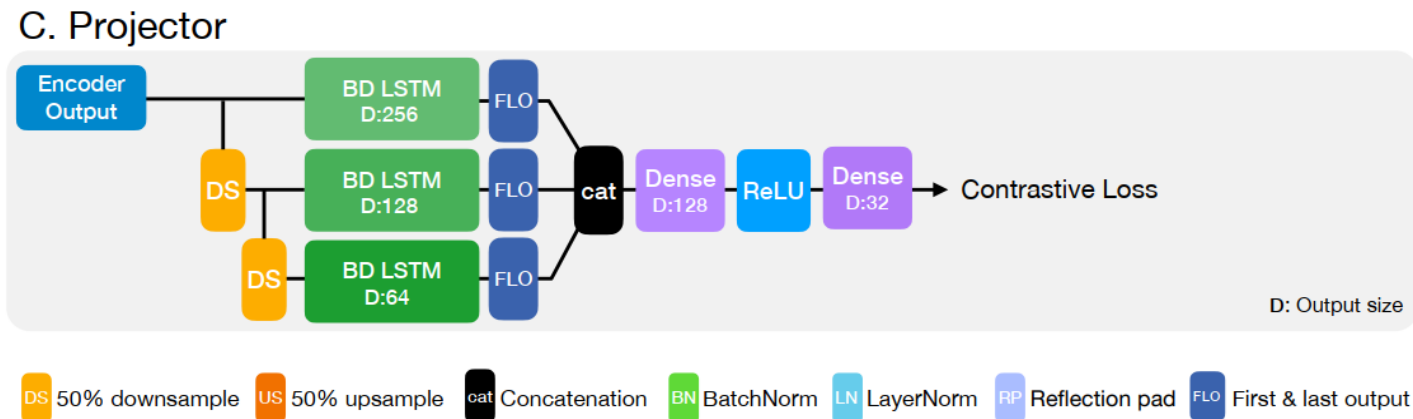 C. Projector
Encoder
Output
BD LSTM
D:256
FLO
DS
BD LSTM
D:128
FLO
cat
Dense
D:128
ReLU
Dense
D:32
Contrastive Loss
DS
BD LSTM
D:64
FLO
D: Output size
DS 50% downsample
US 50% upsample
cat Concatenation
BN BatchNorm
LN LayerNorm
RP Reflection pad
FLO First & last output